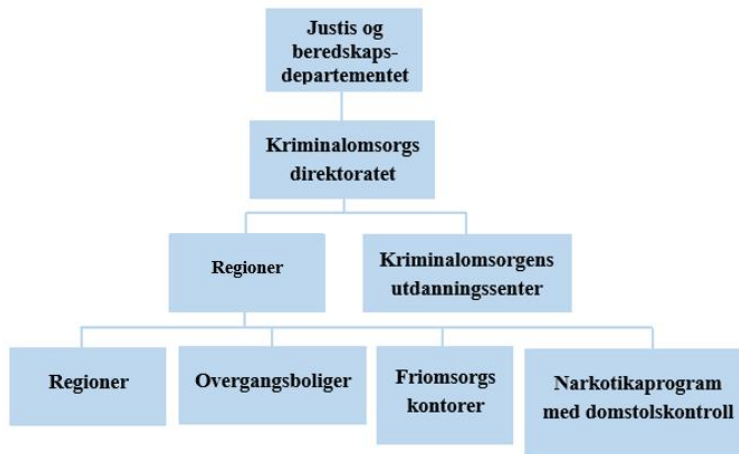 Justis og
beredskaps-
departementet
Kriminalomsorgs
direktoratet
Regioner
Kriminalomsorgens
utdanningssenter
Regioner
Overgangsboliger
Friomsorgs
kontorer
Narkotikaprogram
med domstolskontroll